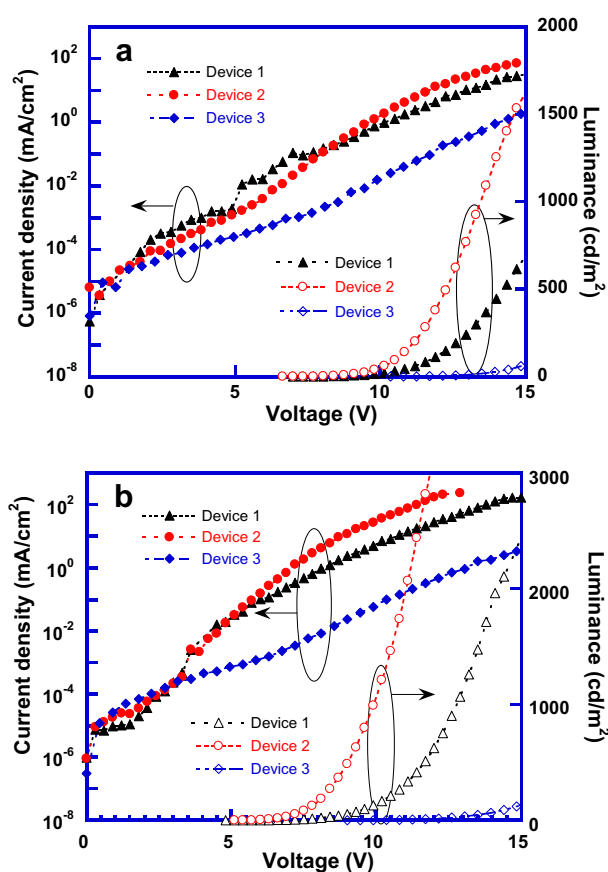 a
Device 1
Device 2
Device 3
Device 1
Device 2
Device 3
10^2
10^0
10^-2
10^-4
10^-6
10^-8
Current density (mA/cm^2)
0
5
10
15
Voltage (V)
2000
1500
1000
500
0
Luminance (cd/m^2)
b
Device 1
Device 2
Device 3
Device 1
Device 2
Device 3
10^2
10^0
10^-2
10^-4
10^-6
10^-8
Current density (mA/cm^2)
0
5
10
15
Voltage (V)
3000
2000
1000
0
Luminance (cd/m^2)